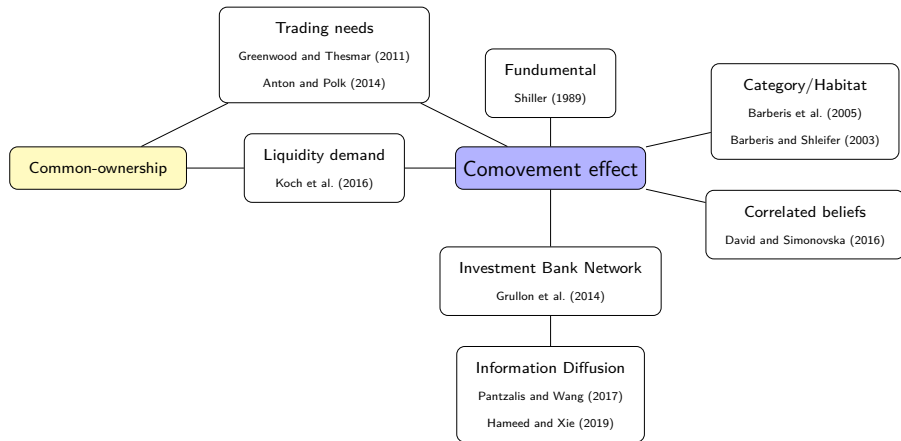 Trading needs
Greenwood and Thesmar (2011)
Anton and Polk (2014)
Fundumental
Shiller (1989)
Category/Habitat
Barberis et al. (2005)
Barberis and Shleifer (2003)
Common-ownership
Liquidity demand
Koch et al. (2016)
Comovement effect
Correlated beliefs
David and Simonovska (2016)
Investment Bank Network
Grullon et al. (2014)
Information Diffusion
Pantzalis and Wang (2017)
Hameed and Xie (2019)